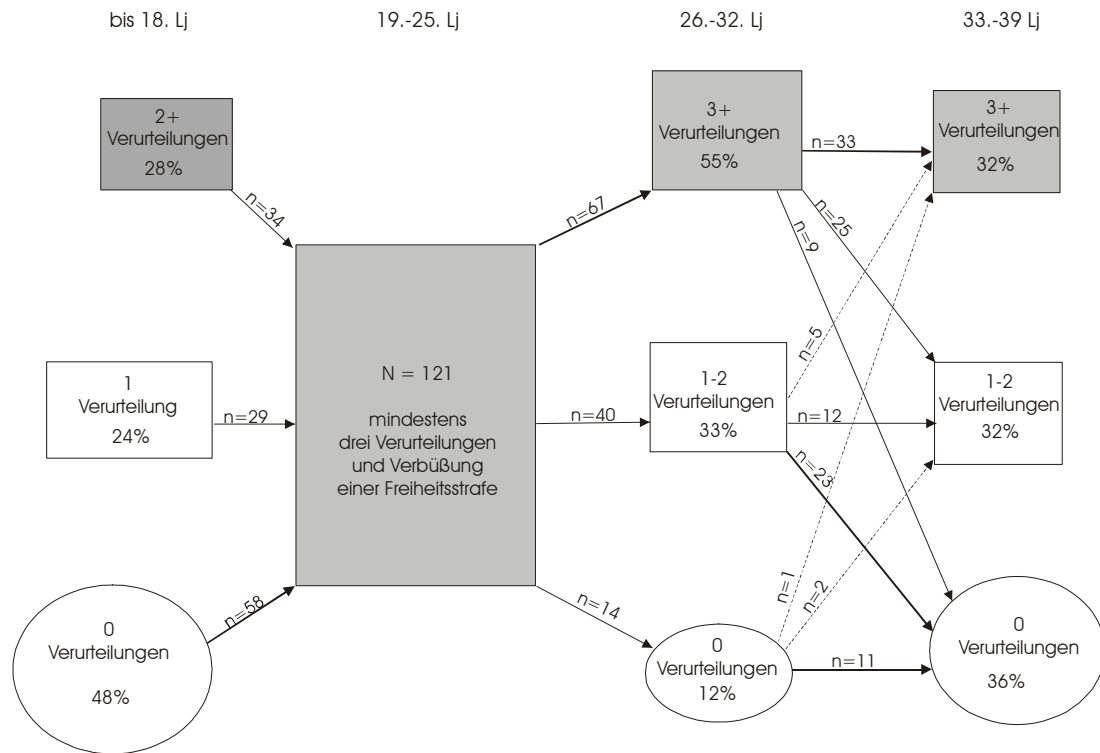 bis 18. Lj
19.-25. Lj
26.-32. Lj
33.-39 Lj
2+
Verurteilungen
28%
n=34
1
Verurteilung
24%
n=29
0
Verurteilungen
48%
n=58
N = 121
mindestens
drei Verurteilungen
und Verbüßung
einer Freiheitsstrafe
n=67
n=40
n=14
3+
Verurteilungen
55%
1-2
Verurteilungen
33%
0
Verurteilungen
12%
n=33
n=25
n=9
n=5
n=12
n=23
n=1
n=2
n=11
3+
Verurteilungen
32%
1-2
Verurteilungen
32%
0
Verurteilungen
36%